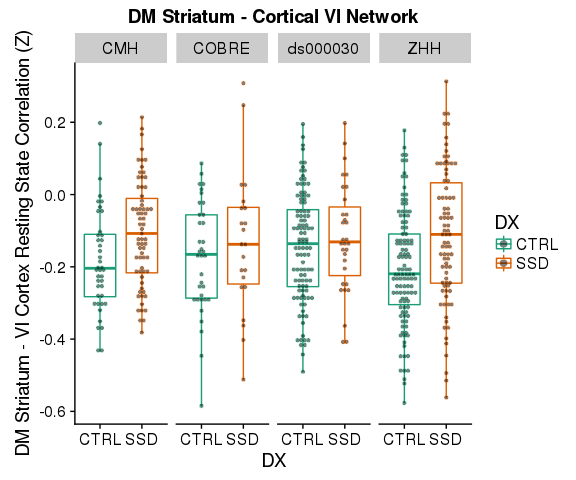 DM Striatum - Cortical VI Network
CMH COBRE ds000030 ZHH
DM Striatum - VI Cortex Resting State Correlation (Z)
0.2
0.0
-0.2
-0.4
-0.6
CTRL SSD CTRL SSD CTRL SSD CTRL SSD
DX
DX
CTRL
SSD